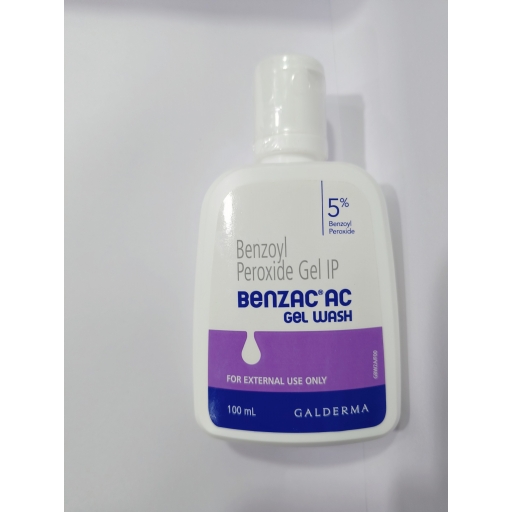 5%
Benzoyl
Peroxide
Benzoyl
Peroxide Gel IP
Benzac® AC
Gel Wash
FOR EXTERNAL USE ONLY
100 mL
GALDERMA